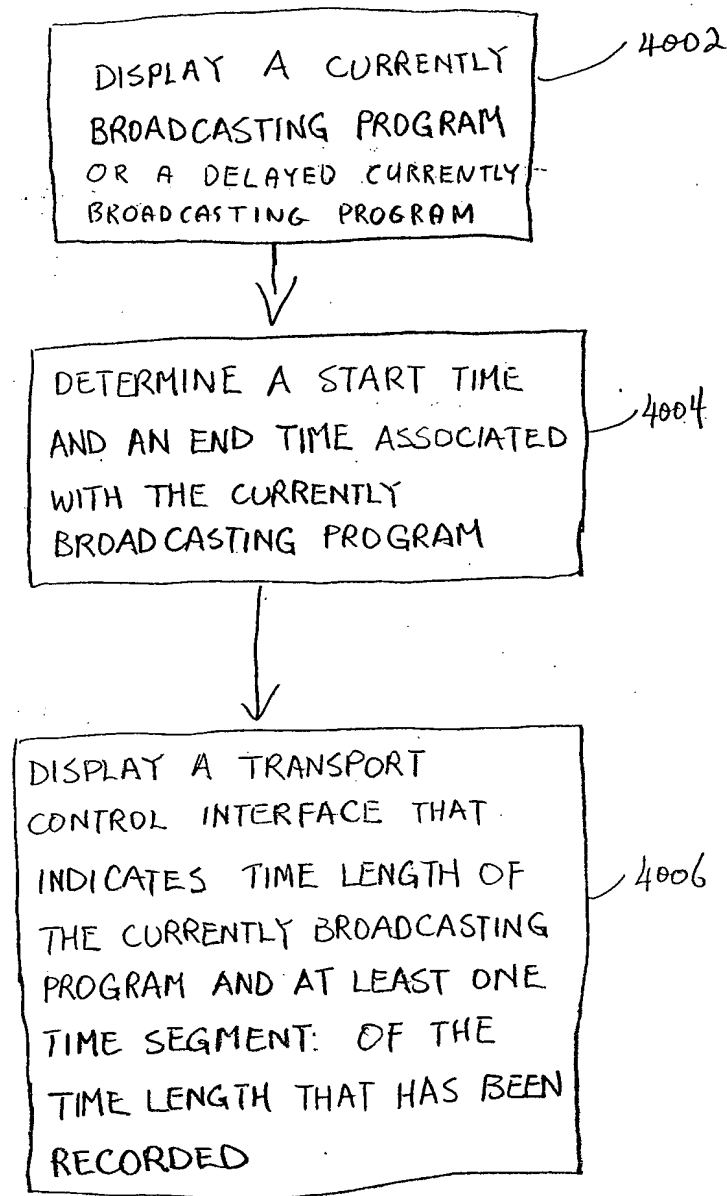 DISPLAY A CURRENTLY
BROADCASTING PROGRAM
OR A DELAYED CURRENTLY
BROADCASTING PROGRAM
4002
DETERMINE A START TIME
AND AN END TIME ASSOCIATED
WITH THE CURRENTLY
BROADCASTING PROGRAM
4004
DISPLAY A TRANSPORT
CONTROL INTERFACE THAT
INDICATES TIME LENGTH OF
THE CURRENTLY BROADCASTING
PROGRAM AND AT LEAST ONE
TIME SEGMENT: OF THE
TIME LENGTH THAT HAS BEEN
RECORDED
4006